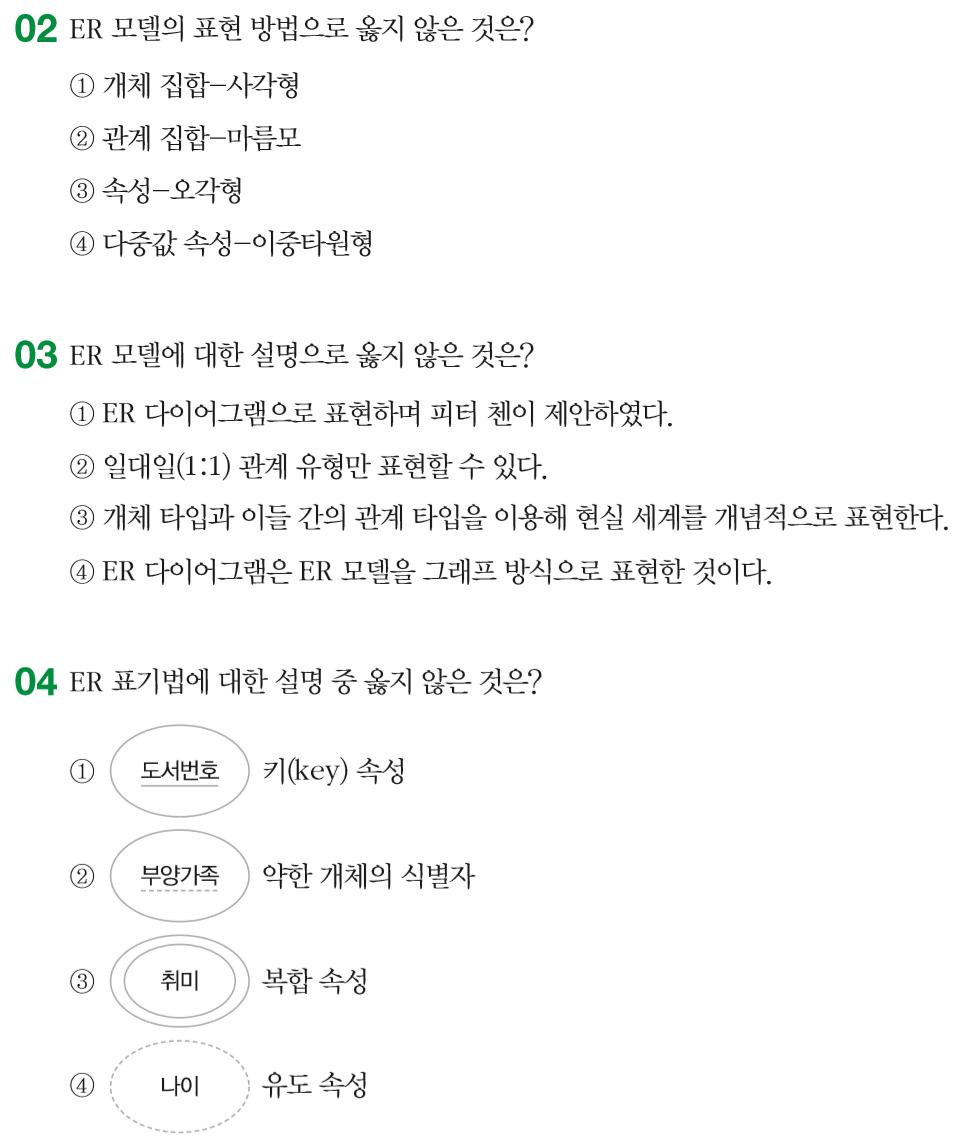 02 ER 모델의 표현 방법으로 옳지 않은 것은?
① 개체 집합–사각형
② 관계 집합–마름모
③ 속성–오각형
④ 다중값 속성–이중타원형
03 ER 모델에 대한 설명으로 옳지 않은 것은?
① ER 다이어그램으로 표현하며 피터 첸이 제안하였다.
② 일대일(1:1) 관계 유형만 표현할 수 있다.
③ 개체 타입과 이들 간의 관계 타입을 이용해 현실 세계를 개념적으로 표현한다.
④ ER 다이어그램은 ER 모델을 그래프 방식으로 표현한 것이다.
04 ER 표기법에 대한 설명 중 옳지 않은 것은?
① 도서번호 키(key) 속성
② 부양가족 약한 개체의 식별자
③ 취미 복합 속성
④ 나이 유도 속성